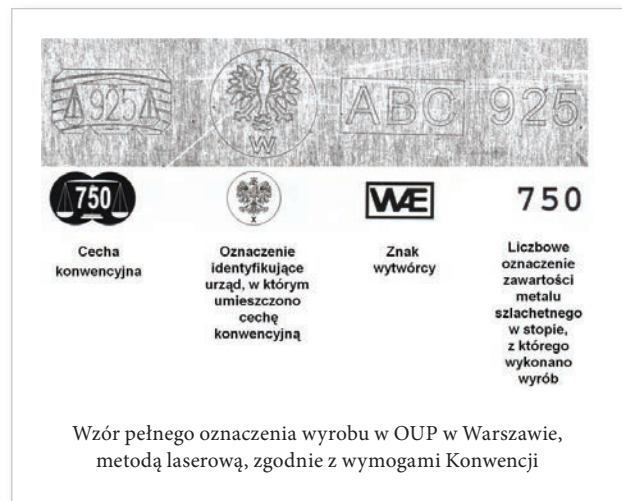 925 W ABC 925
750 x WÆ 750
Cecha
konwencyjna
Oznaczenie
identyfikujące
urząd, w którym
umieszczono
cechę
konwencyjną
Znak
wytwórcy
Liczbowe
oznaczenie
zawartości
metalu
szlachetnego
w stopie,
z którego
wykonano
wyrób
Wzór pełnego oznaczenia wyrobu w OUP w Warszawie,
metodą laserową, zgodnie z wymogami Konwencji